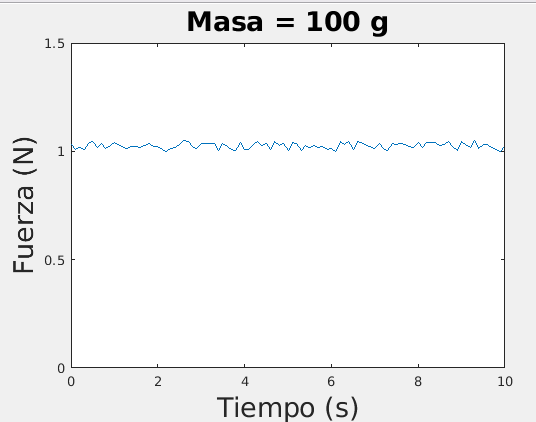 Masa = 100 g
1.5
1
0.5
0
Fuerza (N)
0 2 4 6 8 10
Tiempo (s)